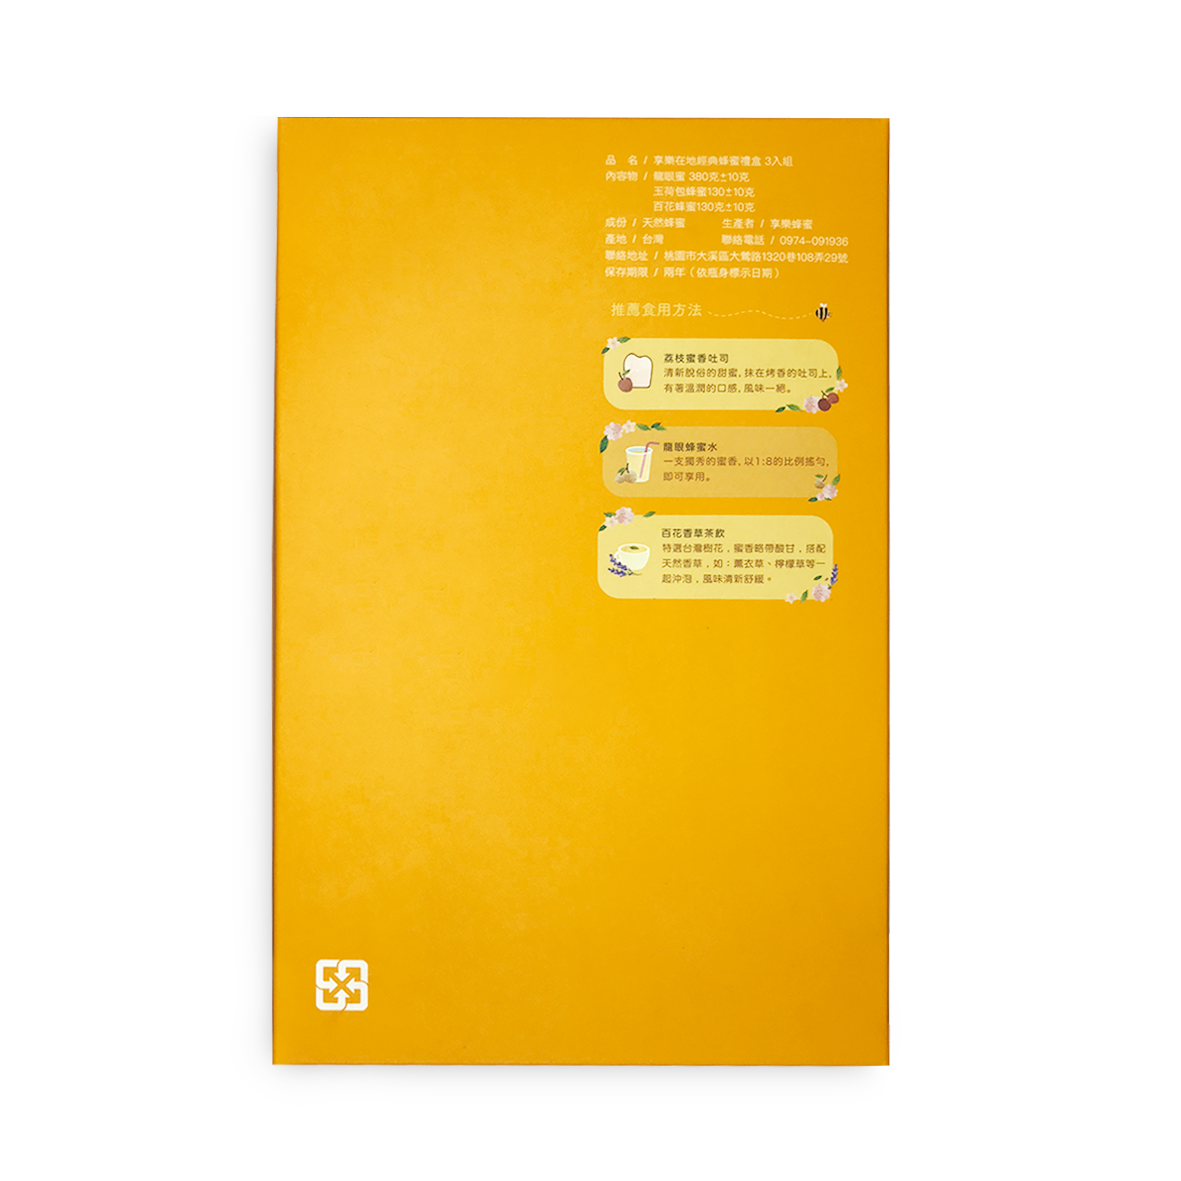 品　名 / 享樂在地經典蜂蜜禮盒 3入組
內容物 / 龍眼蜜 380克±10克
玉荷包蜂蜜130±10克
百花蜂蜜130克±10克
成份 / 天然蜂蜜　生產者 / 享樂蜂蜜
產地 / 台灣　聯絡電話 / 0974-091936
聯絡地址 / 桃園市大溪區大鶯路1320巷108弄29號
保存期限 / 兩年（依瓶身標示日期）
推薦食用方法
荔枝蜜香吐司
清新脫俗的甜蜜，抹在烤香的吐司上，
有著溫潤的口感，風味一絕。
龍眼蜂蜜水
一支獨秀的蜜香，以1:8的比例搖勻，
即可享用。
百花香草茶飲
特選台灣樹花，蜜香略帶酸甘，搭配
天然香草，如：薰衣草、檸檬草等一
起沖泡，風味清新舒緩。